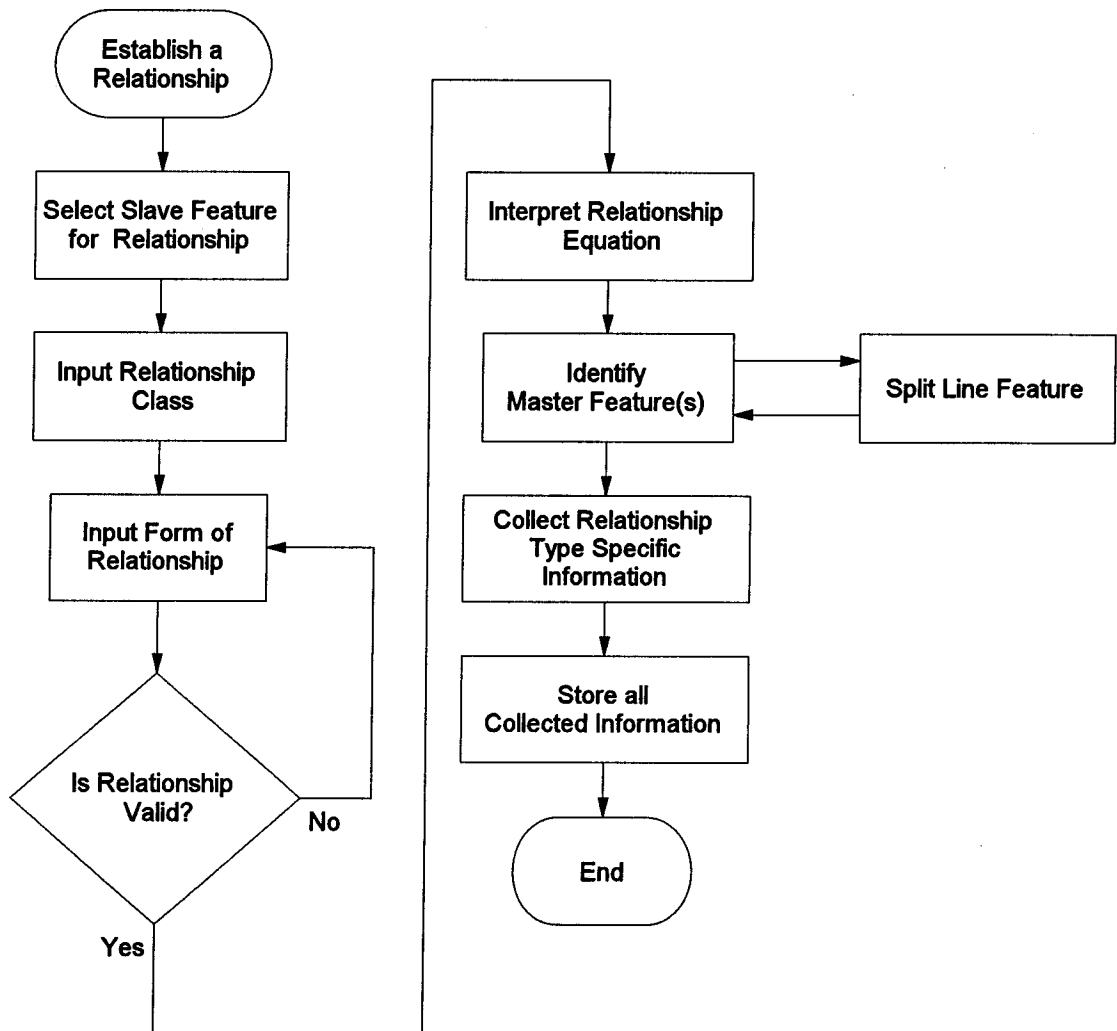 Establish a
Relationship
Select Slave Feature
for Relationship
Input Relationship
Class
Input Form of
Relationship
Is Relationship
Valid?
No
Yes
Interpret Relationship
Equation
Identify
Master Feature(s)
Split Line Feature
Collect Relationship
Type Specific
Information
Store all
Collected Information
End